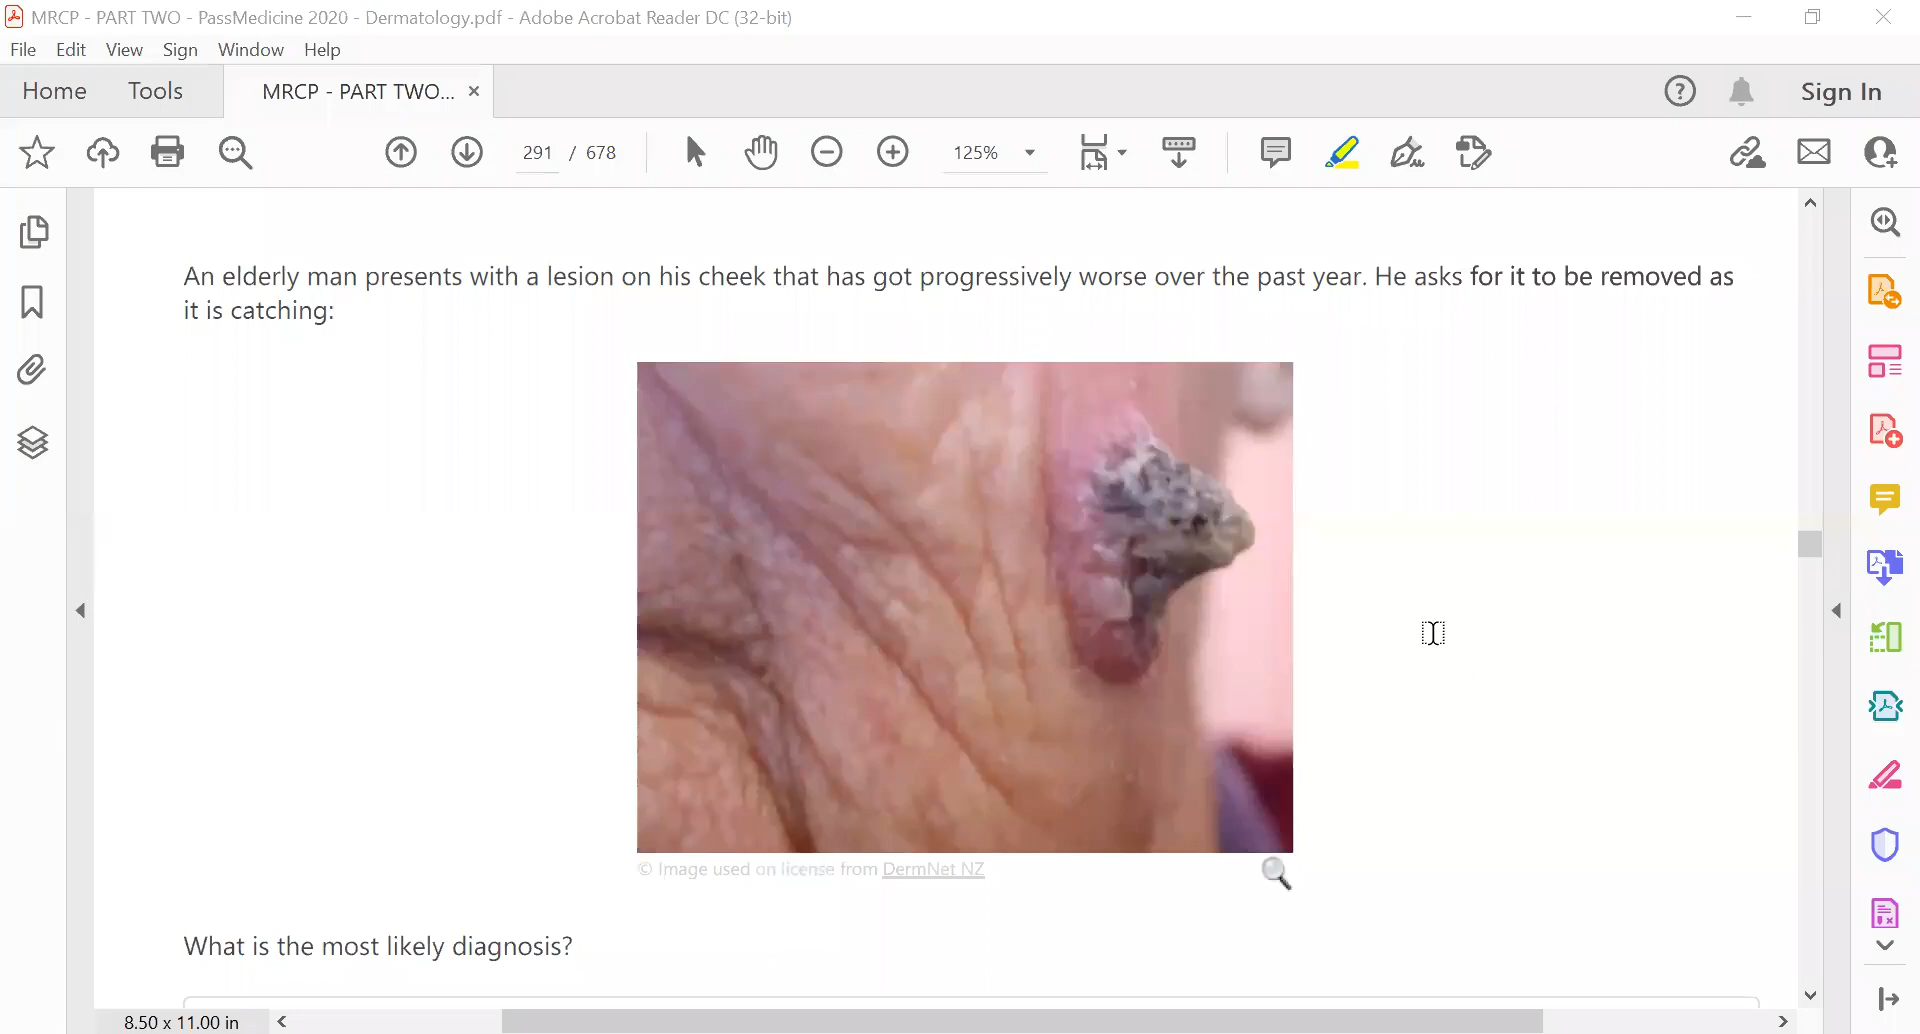 MRCP - PART TWO - PassMedicine 2020 - Dermatology.pdf - Adobe Acrobat Reader DC (32-bit)
File Edit View Sign Window Help
Home Tools MRCP - PART TWO... × Sign In
291 / 678 125%
An elderly man presents with a lesion on his cheek that has got progressively worse over the past year. He asks for it to be removed as
it is catching:
© Image used on license from DermNet NZ
What is the most likely diagnosis?
8.50 x 11.00 in